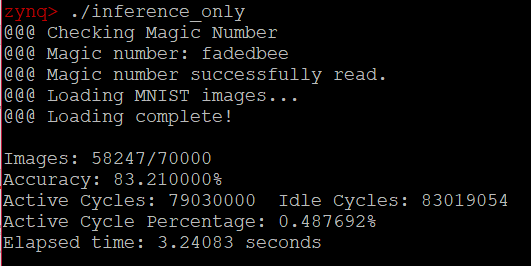 zynq> ./inference_only
@@@ Checking Magic Number
@@@ Magic number: fadedbee
@@@ Magic number successfully read.
@@@ Loading MNIST images...
@@@ Loading complete!
Images: 58247/70000
Accuracy: 83.210000%
Active Cycles: 79030000  Idle Cycles: 83019054
Active Cycle Percentage: 0.487692%
Elapsed time: 3.24083 seconds